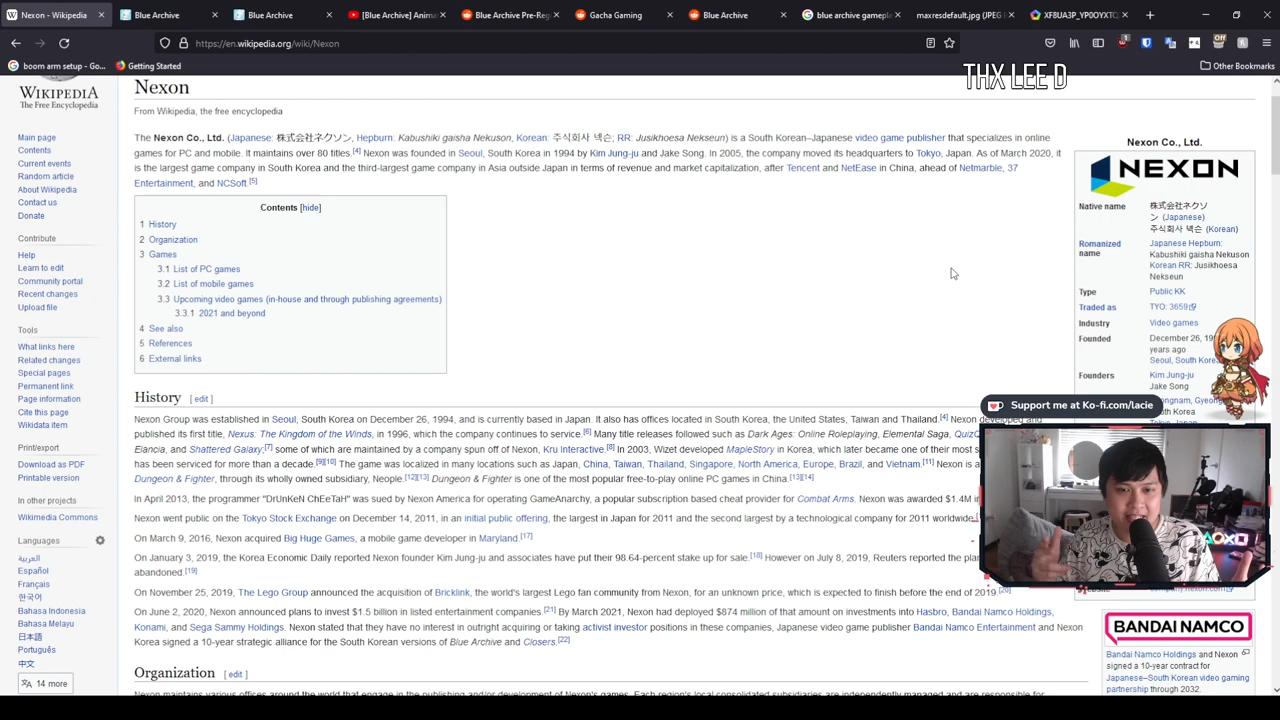 Nexon - Wikipedia
Blue Archive
Blue Archive
[Blue Archive] Anima
Blue Archive Pre-Reg
Gacha Gaming
Blue Archive
blue archive gamepl
maxresdefault.jpg (JPEG
XF8UA3P_YP0OYXTQ
https://en.wikipedia.org/wiki/Nexon
boom arm setup - Go...
Getting Started
Other Bookmarks
THX LEE D
WIKIPEDIA
The Free Encyclopedia
Main page
Contents
Current events
Random article
About Wikipedia
Contact us
Donate
Contribute
Help
Learn to edit
Community portal
Recent changes
Upload file
Tools
What links here
Related changes
Special pages
Permanent link
Page information
Cite this page
Wikidata item
Print/export
Download as PDF
Printable version
In other projects
Wikimedia Commons
Languages
العربية
Español
Français
한국어
Bahasa Indonesia
Bahasa Melayu
日本語
Português
中文
14 more
Nexon
From Wikipedia, the free encyclopedia
The Nexon Co., Ltd. (Japanese: 株式会社ネクソン, Hepburn: Kabushiki gaisha Nekuson, Korean: 주식회사 넥슨; RR: Jusikhoesa Neksen) is a South Korean–Japanese video game publisher that specializes in online
games for PC and mobile. It maintains over 80 titles.[4] Nexon was founded in Seoul, South Korea in 1994 by Kim Jung-ju and Jake Song. In 2005, the company moved its headquarters to Tokyo, Japan. As of March 2020, it
is the largest game company in South Korea and the third-largest game company in Asia outside Japan in terms of revenue and market capitalization, after Tencent and NetEase in China, ahead of Netmarble, 37
Entertainment, and NCSoft.[5]
Contents [hide]
1 History
2 Organization
3 Games
3.1 List of PC games
3.2 List of mobile games
3.3 Upcoming video games (in-house and through publishing agreements)
3.3.1 2021 and beyond
4 See also
5 References
6 External links
History [ edit ]
Nexon Group was established in Seoul, South Korea on December 26, 1994, and is currently based in Japan. It also has offices located in South Korea, the United States, Taiwan and Thailand.[4] Nexon developed and
published its first title, Nexus: The Kingdom of the Winds, in 1996, which the company continues to service.[6] Many title releases followed such as Dark Ages: Online Roleplaying, Elemental Saga, QuizQ
Elancia, and Shattered Galaxy;[7] some of which are maintained by a company spun off of Nexon, Kru Interactive.[8] In 2003, Wizet developed MapleStory in Korea, which later became one of their most s
has been serviced for more than a decade.[9][10] The game was localized in many locations such as Japan, China, Taiwan, Thailand, Singapore, North America, Europe, Brazil, and Vietnam.[11] Nexon is a
Dungeon & Fighter, through its wholly owned subsidiary, Neople.[12][13] Dungeon & Fighter is one of the most popular free-to-play online PC games in China.[13][14]
In April 2013, the programmer "DrUnKeN ChEeTaH" was sued by Nexon America for operating GameAnarchy, a popular subscription based cheat provider for Combat Arms. Nexon was awarded $1.4M i
Nexon went public on the Tokyo Stock Exchange on December 14, 2011, in an initial public offering, the largest in Japan for 2011 and the second largest by a technological company for 2011 worldwide.
On March 9, 2016, Nexon acquired Big Huge Games, a mobile game developer in Maryland.[17]
On January 3, 2019, the Korea Economic Daily reported Nexon founder Kim Jung-ju and associates have put their 98.64-percent stake up for sale.[18] However on July 8, 2019, Reuters reported the plan
abandoned.[19]
On November 25, 2019, The Lego Group announced the acquisition of Bricklink, the world's largest Lego fan community from Nexon, for an unknown price, which is expected to finish before the end of 2019.[20]
On June 2, 2020, Nexon announced plans to invest $1.5 billion in listed entertainment companies.[21] By March 2021, Nexon had deployed $874 million of that amount on investments into Hasbro, Bandai Namco Holdings,
Konami, and Sega Sammy Holdings. Nexon stated that they have no interest in outright acquiring or taking activist investor positions in these companies, Japanese video game publisher Bandai Namco Entertainment and Nexon
Korea signed a 10-year strategic alliance for the South Korean versions of Blue Archive and Closers.[22]
Organization [ edit ]
Nexon Co., Ltd.
NEXON
Native name
株式会社ネクソ
ン (Japanese)
주식회사 넥슨 (Korean)
Romanized
name
Japanese Hepburn:
Kabushiki gaisha Nekuson
Korean RR: Jusikhoesa
Nekseun
Type
Public KK
Traded as
TYO: 3659
Industry
Video games
Founded
December 26, 19
years ago
Seoul, South Kore
Founders
Kim Jung-ju
Jake Song
Support me at Ko-fi.com/lacie
BANDAI NAMCO
Bandai Namco Holdings and Nexon
signed a 10-year contract for
Japanese–South Korean video gaming
partnership through 2032.